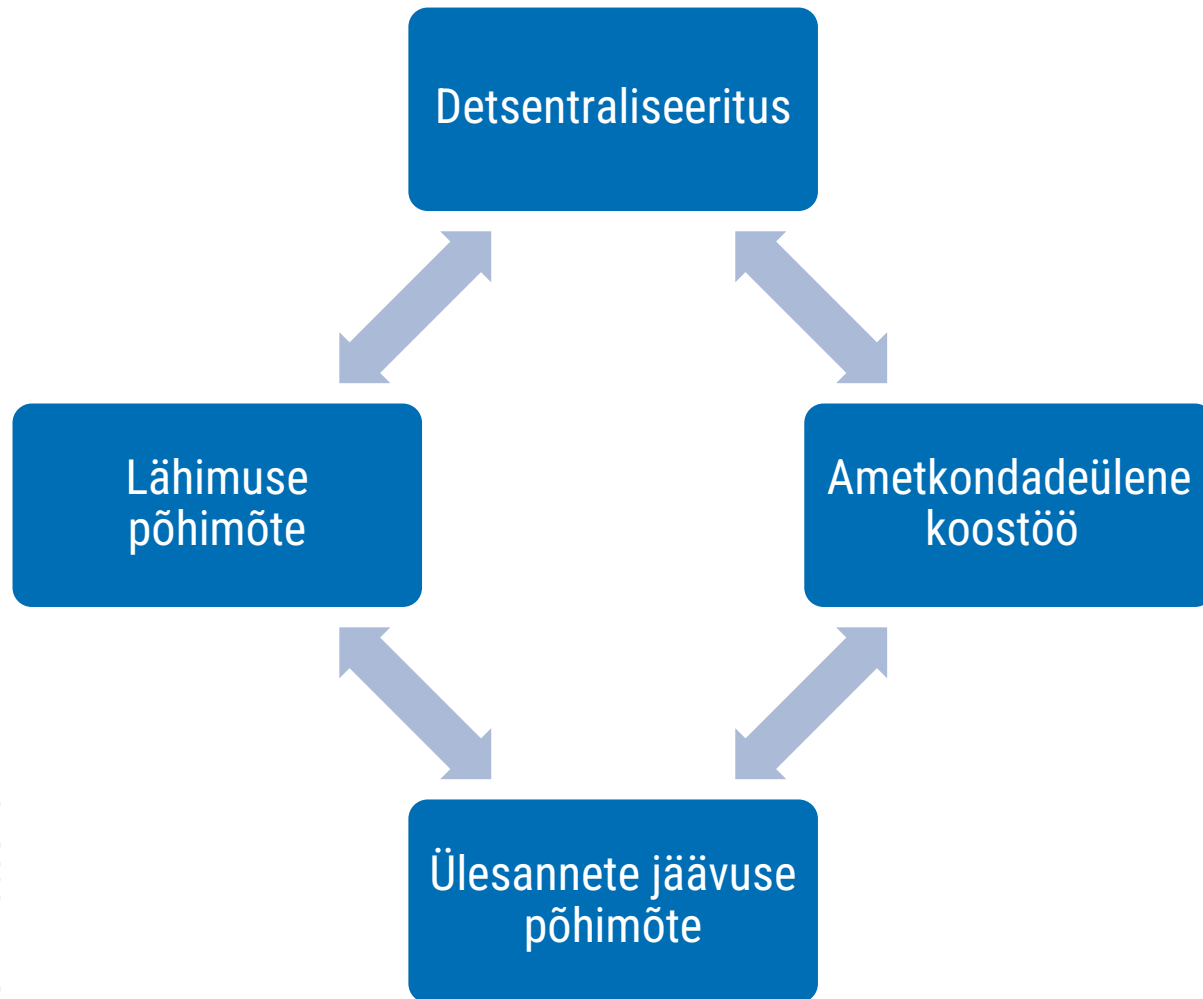 Detsentraliseeritus
Lähimuse
põhimõte
Ametkondadeülene
koostöö
Ülesannete jäävuse
põhimõte